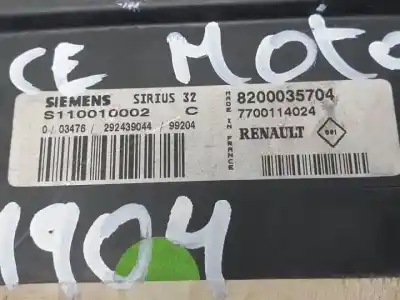 CE Moto
SIEMENS SIRIUS 32
S110010002 C
0/03476/292439044/99204
MADE IN FRANCE
8200035704
7700114024
RENAULT
1904